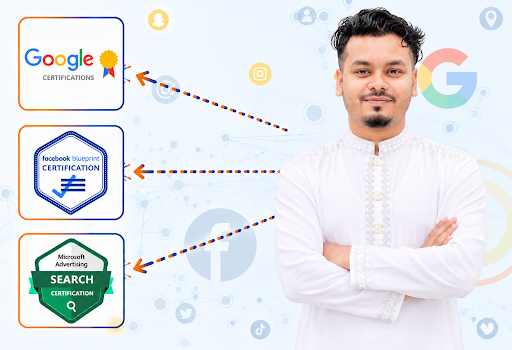 Google
CERTIFICATIONS
facebook blueprint
CERTIFICATION
Microsoft
Advertising
SEARCH
CERTIFICATION